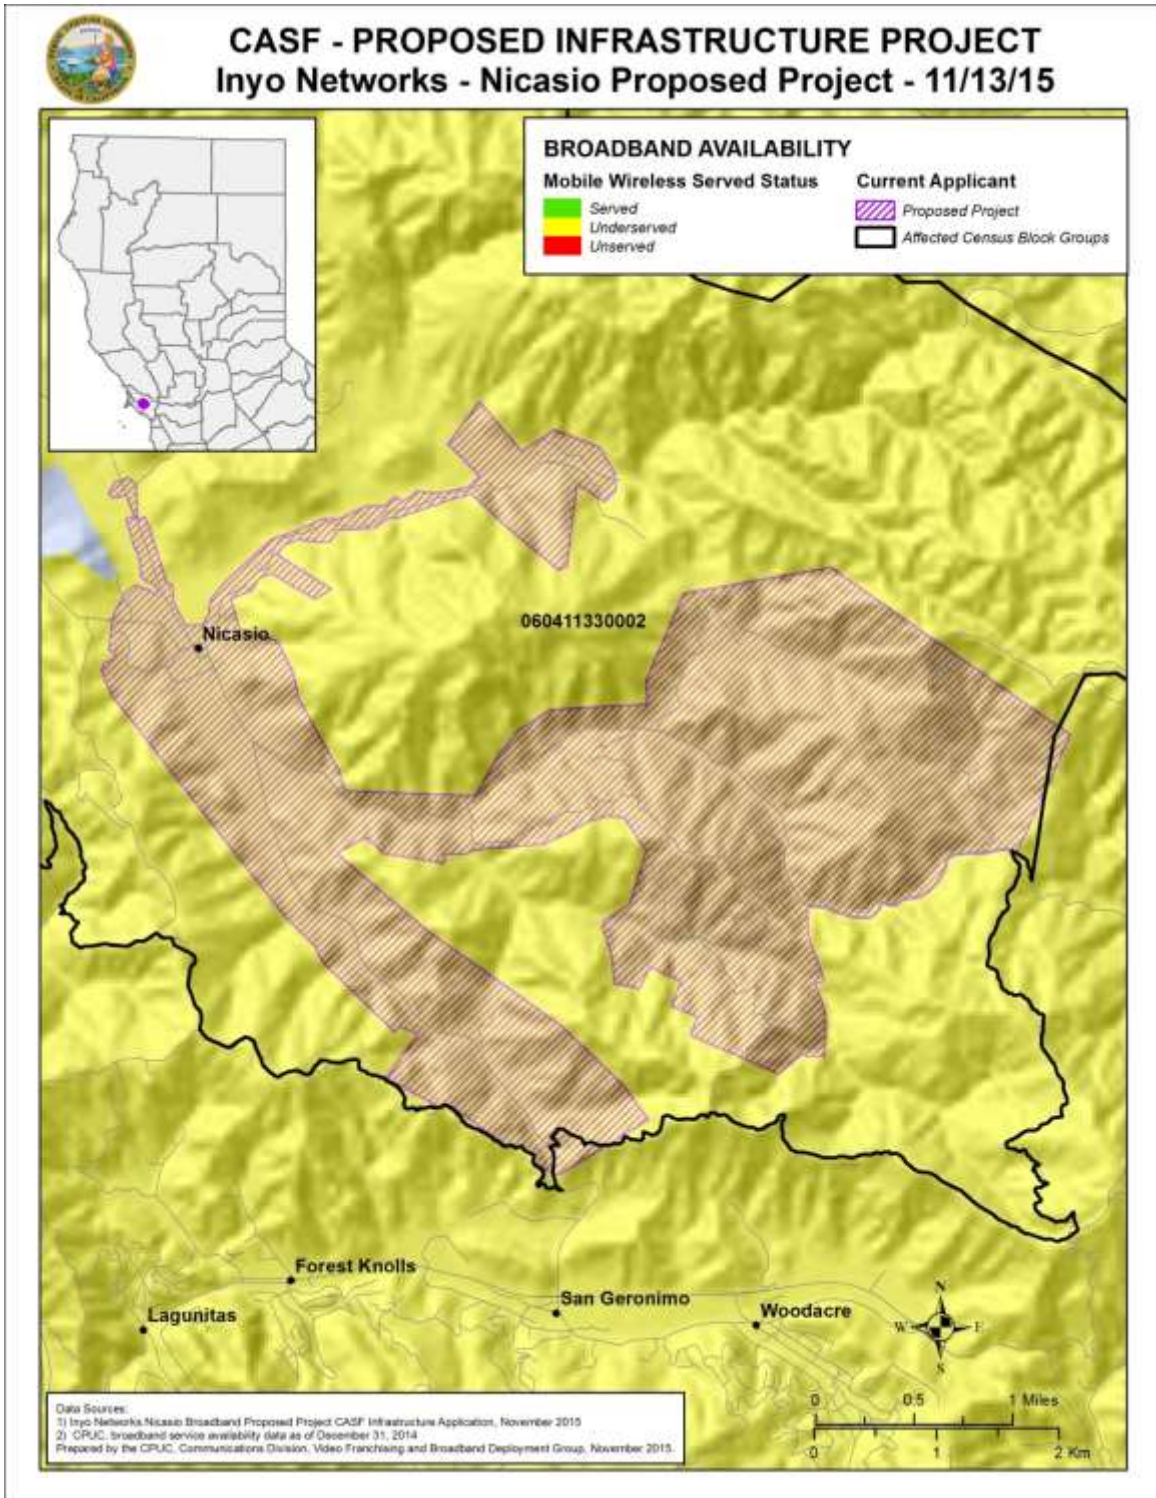 CASF - PROPOSED INFRASTRUCTURE PROJECT
Inyo Networks - Nicasio Proposed Project - 11/13/15
BROADBAND AVAILABILITY
Mobile Wireless Served Status
Served
Underserved
Unserved
Current Applicant
Proposed Project
Affected Census Block Groups
060411330002
Nicasio
Forest Knolls
Lagunitas
San Geronimo
Woodacre
N
W E
S
0 0.5 1 Miles
0 1 2 Km
Data Sources:
1) Inyo Networks Nicasio Broadband Proposed Project CASF Infrastructure Application, November 2015
2) CPUC, broadband service availability data as of December 31, 2014
Prepared by the CPUC, Communications Division, Video Franchising and Broadband Deployment Group, November 2015.